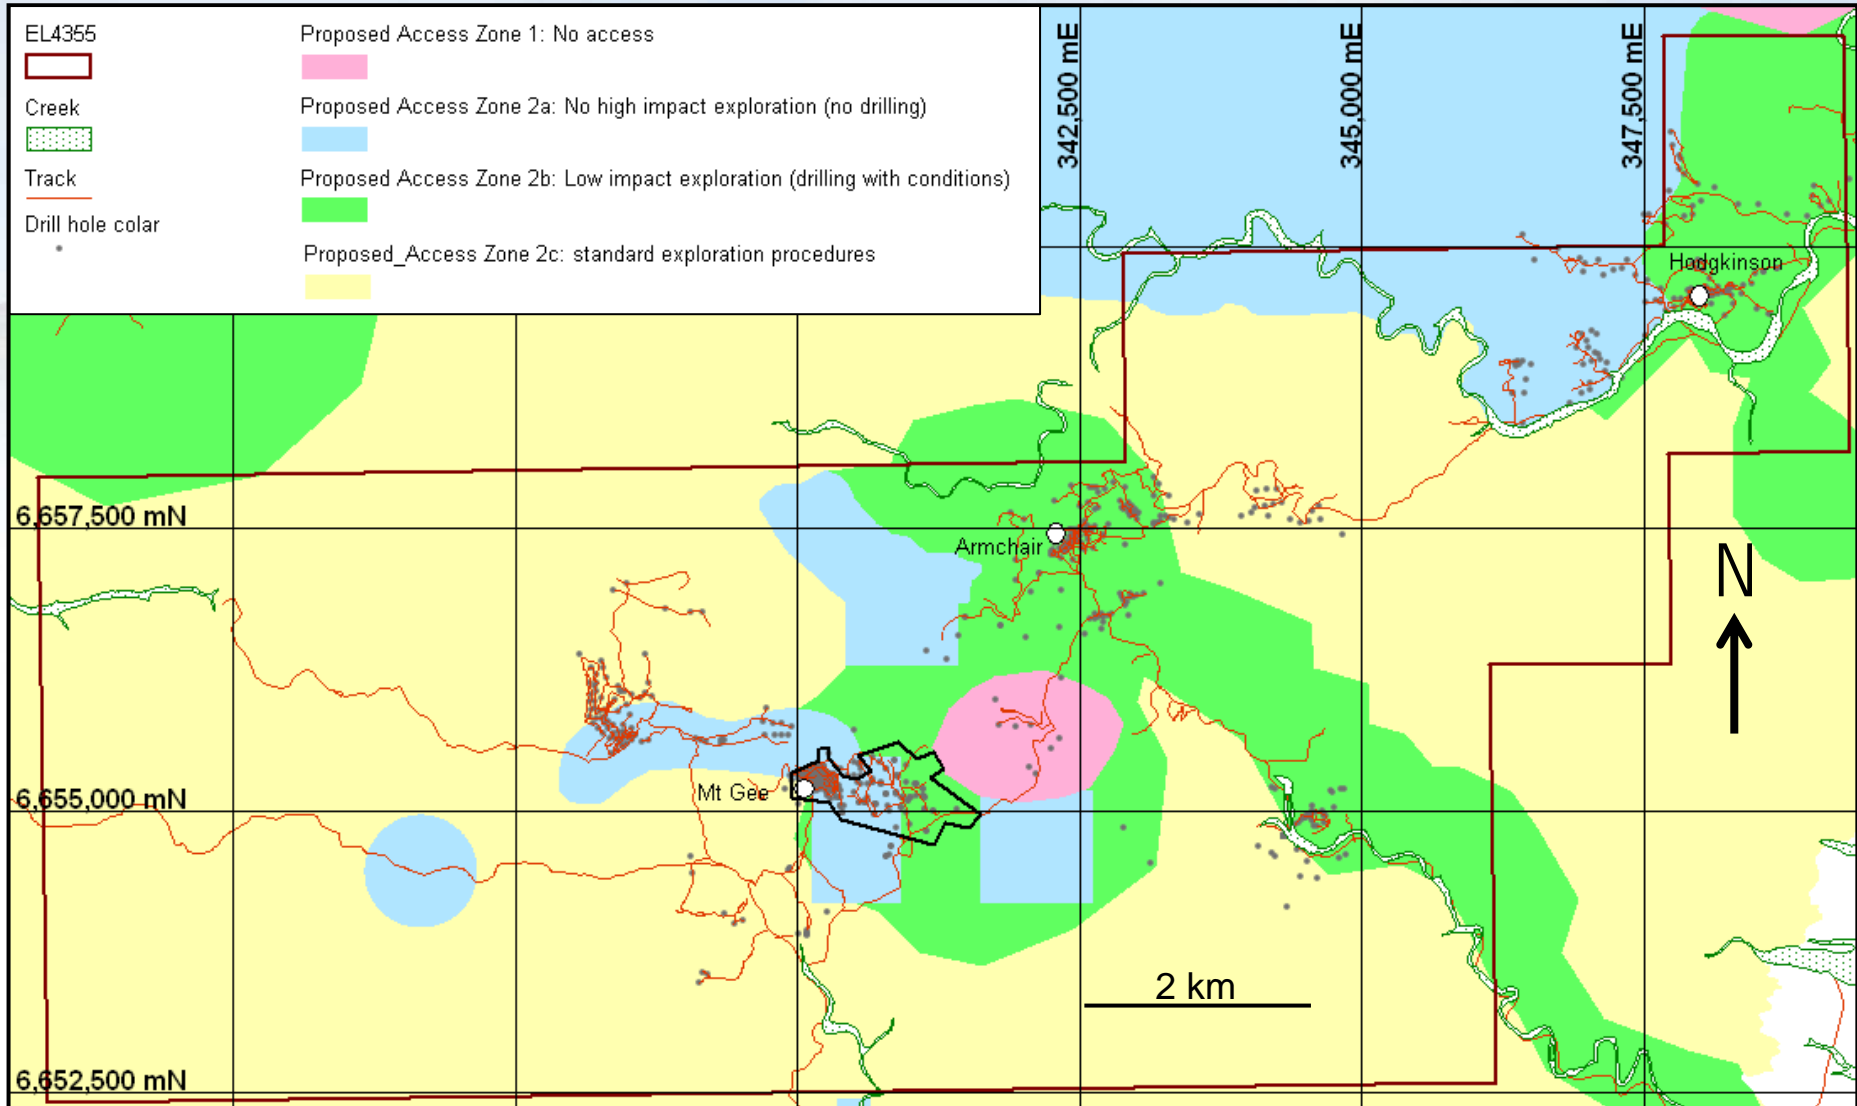 EL4355
Proposed Access Zone 1: No access
Creek
Proposed Access Zone 2a: No high impact exploration (no drilling)
Track
Proposed Access Zone 2b: Low impact exploration (drilling with conditions)
Drill hole colar
Proposed_Access Zone 2c: standard exploration procedures
342,500 mE
345,000 mE
347,500 mE
Hodgkinson
6,657,500 mN
Armchair
N
Mt Gee
6,655,000 mN
2 km
6,652,500 mN